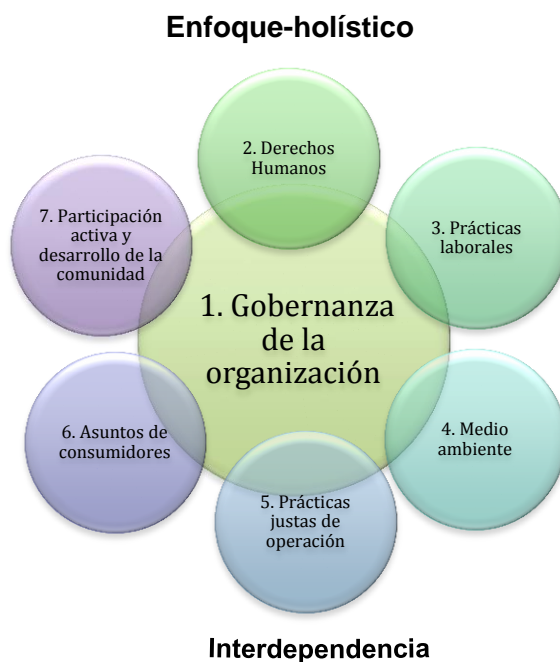 Enfoque-holístico
2. Derechos
Humanos
7. Participación
activa y
desarrollo de la
comunidad
3. Prácticas
laborales
1. Gobernanza
de la
organización
6. Asuntos de
consumidores
4. Medio
ambiente
5. Prácticas
justas de
operación
Interdependencia